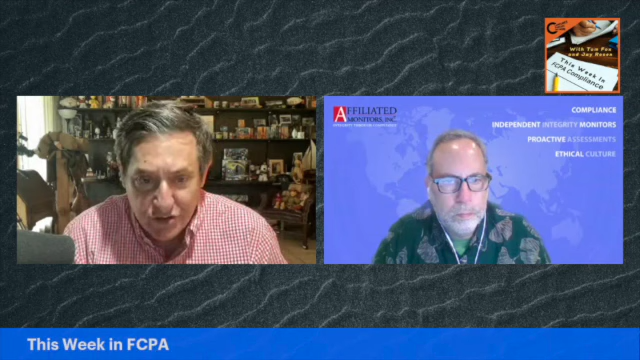 With Tom Fox
and Jay Rosen
This Week in
FCPA Compliance
AFFILIATED
MONITORS, INC.
COMPLIANCE
INDEPENDENT INTEGRITY MONITORS
PROACTIVE ASSESSMENTS
ETHICAL CULTURE
This Week in FCPA